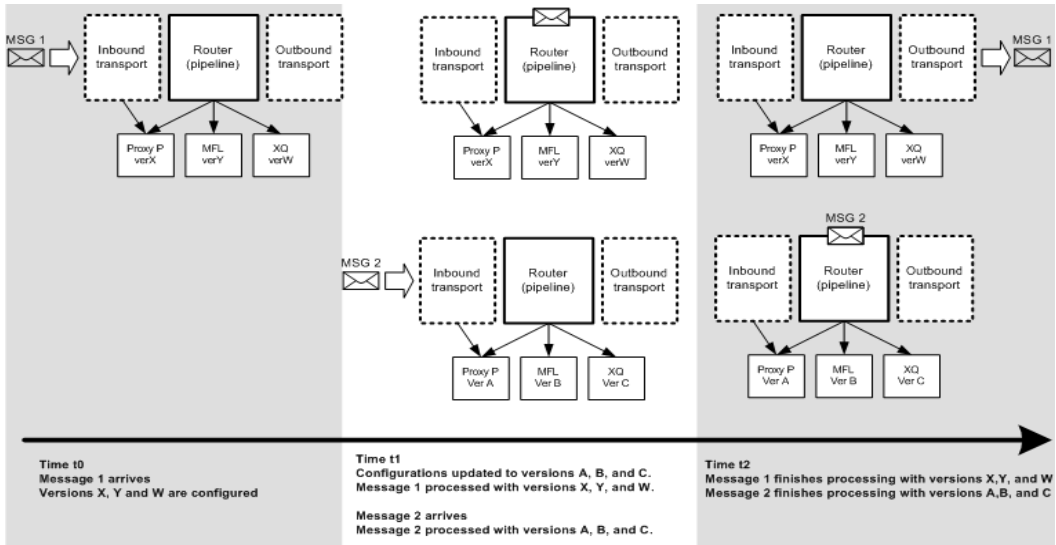 MSG 1
Inbound
transport
Router
(pipeline)
Outbound
transport
Proxy P
verX
MFL
verY
XQ
verW
Inbound
transport
Router
(pipeline)
Outbound
transport
Proxy P
verX
MFL
verY
XQ
verW
Inbound
transport
Router
(pipeline)
Outbound
transport
MSG 1
Proxy P
verX
MFL
verY
XQ
verW
MSG 2
Inbound
transport
Router
(pipeline)
Outbound
transport
Proxy P
Ver A
MFL
Ver B
XQ
Ver C
MSG 2
Inbound
transport
Router
(pipeline)
Outbound
transport
Proxy P
Ver A
MFL
Ver B
XQ
Ver C
Time t0
Message 1 arrives
Versions X, Y and W are configured
Time t1
Configurations updated to versions A, B, and C.
Message 1 processed with versions X, Y, and W.
Message 2 arrives
Message 2 processed with versions A, B, and C.
Time t2
Message 1 finishes processing with versions X,Y, and W
Message 2 finishes processing with versions A,B, and C